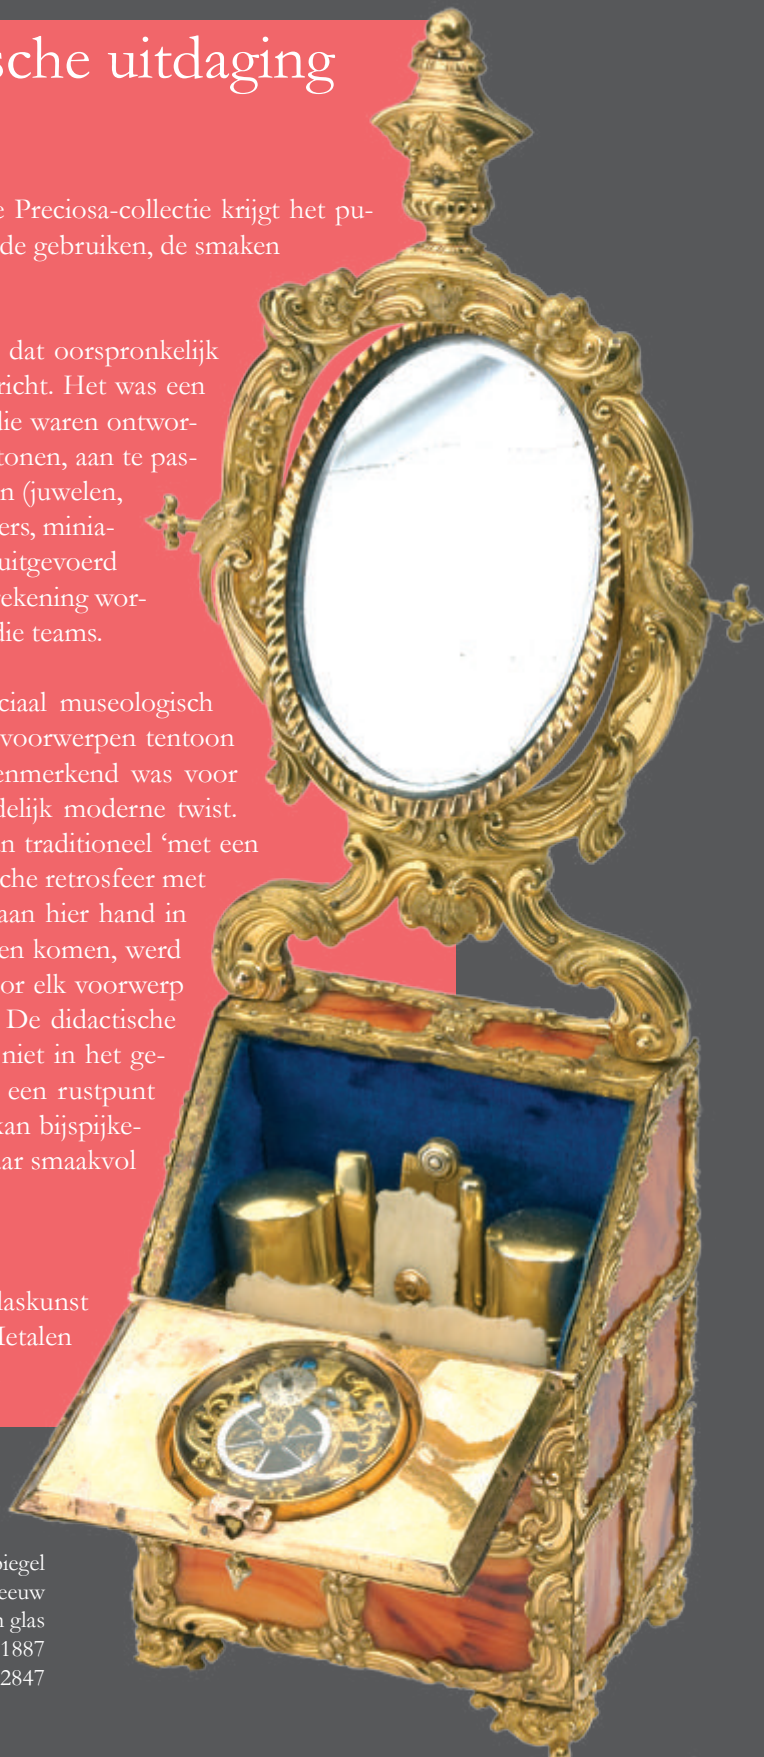 sche uitdaging
e Preciosa-collectie krijgt het pu-
de gebruiken, de smaken
dat oorspronkelijk
richt. Het was een
die waren ontwor-
tonen, aan te pas-
n (juwelen,
ers, minia-
uitgevoerd
ekening wor-
die teams.
ciaal museologisch
voorwerpen tentoon
enmerkend was voor
delijk moderne twist.
n traditioneel ‘met een
che retrosfeer met
aan hier hand in
en komen, werd
or elk voorwerp
De didactische
niet in het ge-
een rustpunt
kan bijspijke-
ar smaakvol
laskunst
Metalen
piegel
eeuw
n glas
1887
2847